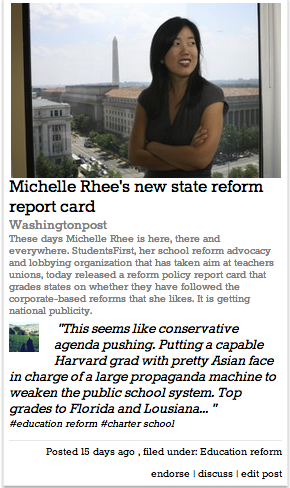 Michelle Rhee's new state reform
report card
Washingtonpost
These days Michelle Rhee is here, there and
everywhere. StudentsFirst, her school reform advocacy
and lobbying organization that has taken aim at teachers
unions, today released a reform policy report card that
grades states on whether they have followed the
corporate-based reforms that she likes. It is getting
national publicity.
"This seems like conservative
agenda pushing. Putting a capable
Harvard grad with pretty Asian face
in charge of a large propaganda machine to
weaken the public school system. Top
grades to Florida and Lousiana... "
#education reform #charter school
Posted 15 days ago , filed under: Education reform
endorse | discuss | edit post